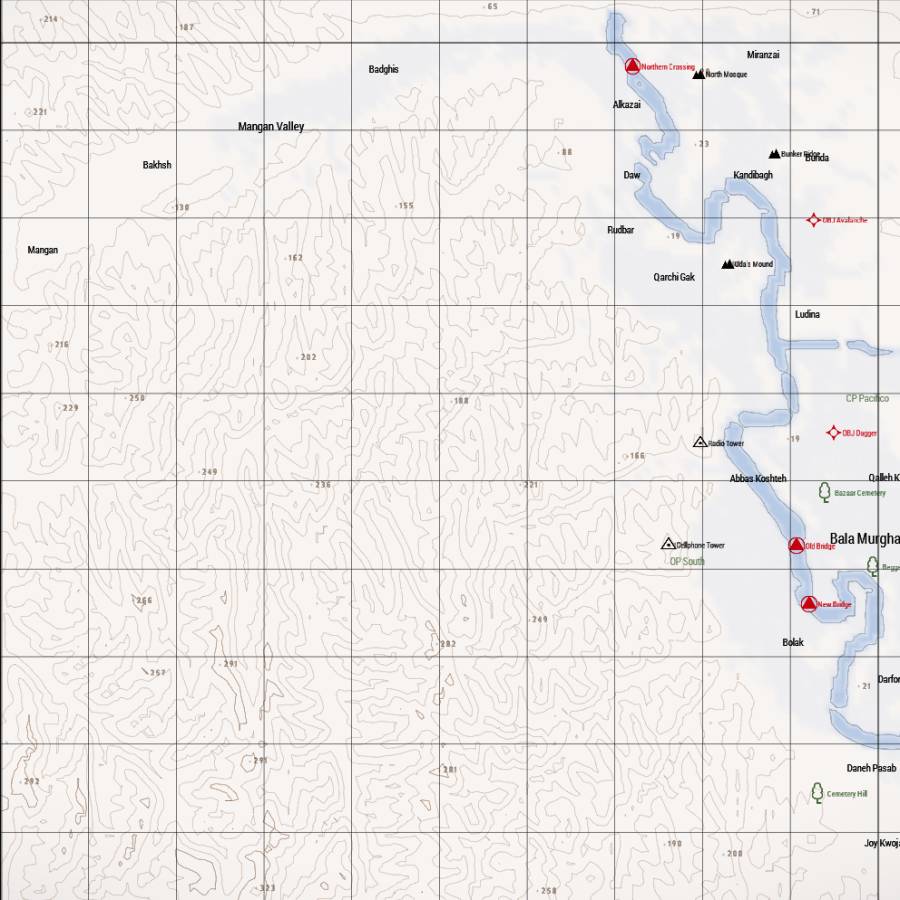 65
71
214
187
Miranzai
Badghis
Northern Crossing
North Mosque
Alkazai
221
Mangan Valley
23
88
Bunker Ridge
Bunda
Bakhsh
Daw
Kandibagh
130
155
OBJ Avalanche
Rudbar
19
Mangan
162
Mound
Qarchi Gak
Ludina
216
202
250
CP Pacifico
188
229
OBJ Dagger
19
Radio Tower
166
249
Abbas Koshteh
Qalleh K
236
221
Bazaar Cemetery
Bala Murgha
Cellphone Tower
Old Bridge
OP South
Begga
266
New Bridge
249
282
Bolak
291
257
Darfor
21
291
281
Daneh Pasab
292
Cemetery Hill
190
Joy Kwoja
208
323
258